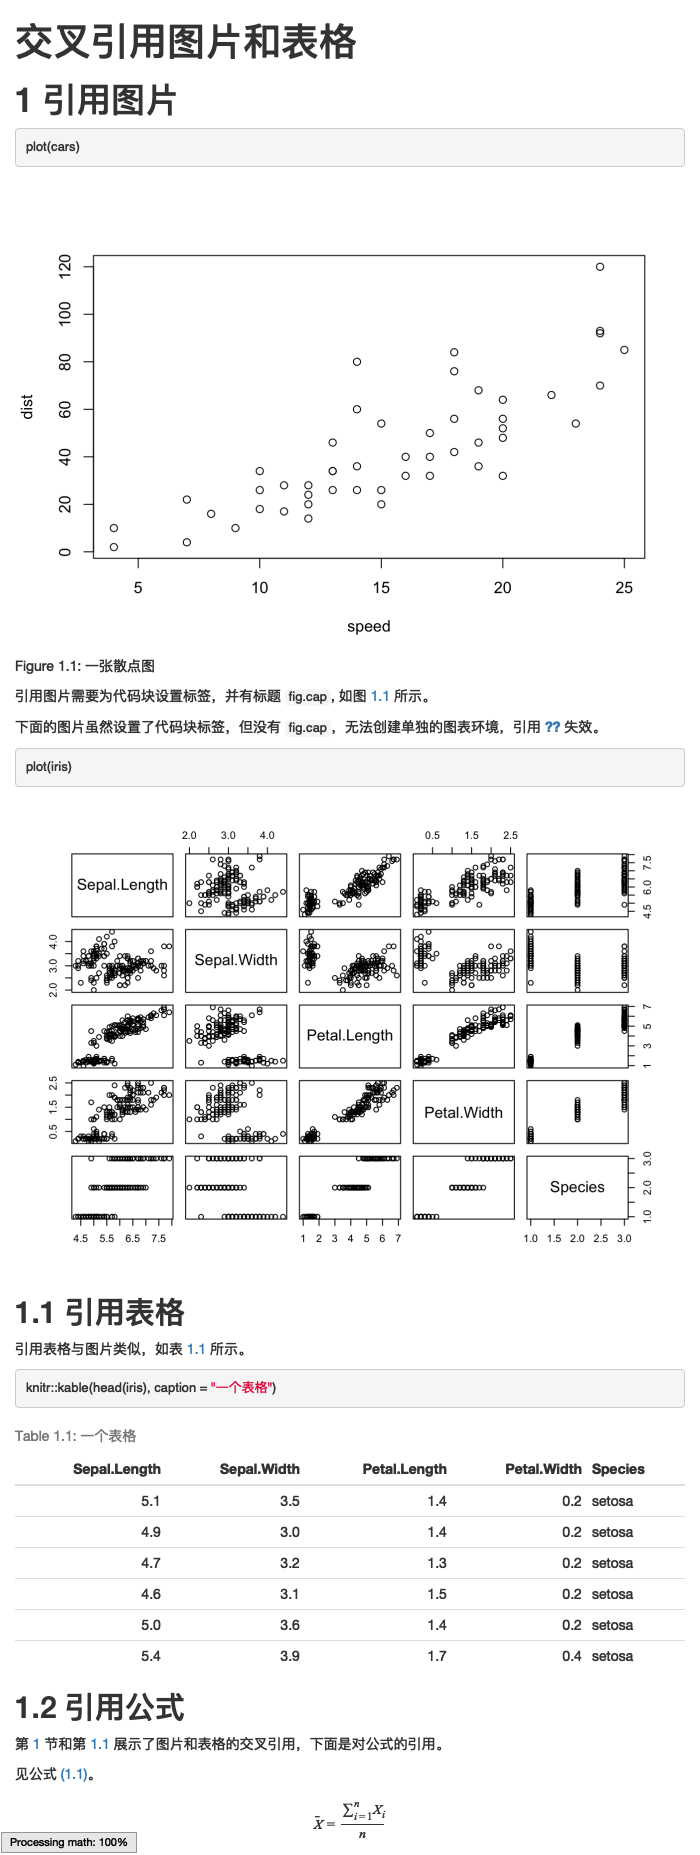 交叉引用图片和表格
1 引用图片
plot(cars)
120
100
80
60
40
20
0
dist
5 10 15 20 25
speed
Figure 1.1: 一张散点图
引用图片需要为代码块设置标签，并有标题 fig.cap , 如图 1.1 所示。
下面的图片虽然设置了代码块标签，但没有 fig.cap ，无法创建单独的图表环境，引用 ?? 失效。
plot(iris)
2.0 3.0 4.0 0.5 1.5 2.5
Sepal.Length
4.5 6.0 7.5
2.0 3.0 4.0
Sepal.Width
Petal.Length
1 3 5 7
0.5 1.5 2.5
Petal.Width
Species
1.0 2.0 3.0
4.5 5.5 6.5 7.5 1 2 3 4 5 6 7 1.0 1.5 2.0 2.5 3.0
1.1 引用表格
引用表格与图片类似，如表 1.1 所示。
knitr::kable(head(iris), caption = "一个表格")
Table 1.1: 一个表格
Sepal.Length Sepal.Width Petal.Length Petal.Width Species
5.1 3.5 1.4 0.2 setosa
4.9 3.0 1.4 0.2 setosa
4.7 3.2 1.3 0.2 setosa
4.6 3.1 1.5 0.2 setosa
5.0 3.6 1.4 0.2 setosa
5.4 3.9 1.7 0.4 setosa
1.2 引用公式
第 1 节和第 1.1 展示了图片和表格的交叉引用，下面是对公式的引用。
见公式 (1.1)。
X̄ = ∑ⁿᵢ₌₁ Xᵢ / n
Processing math: 100%